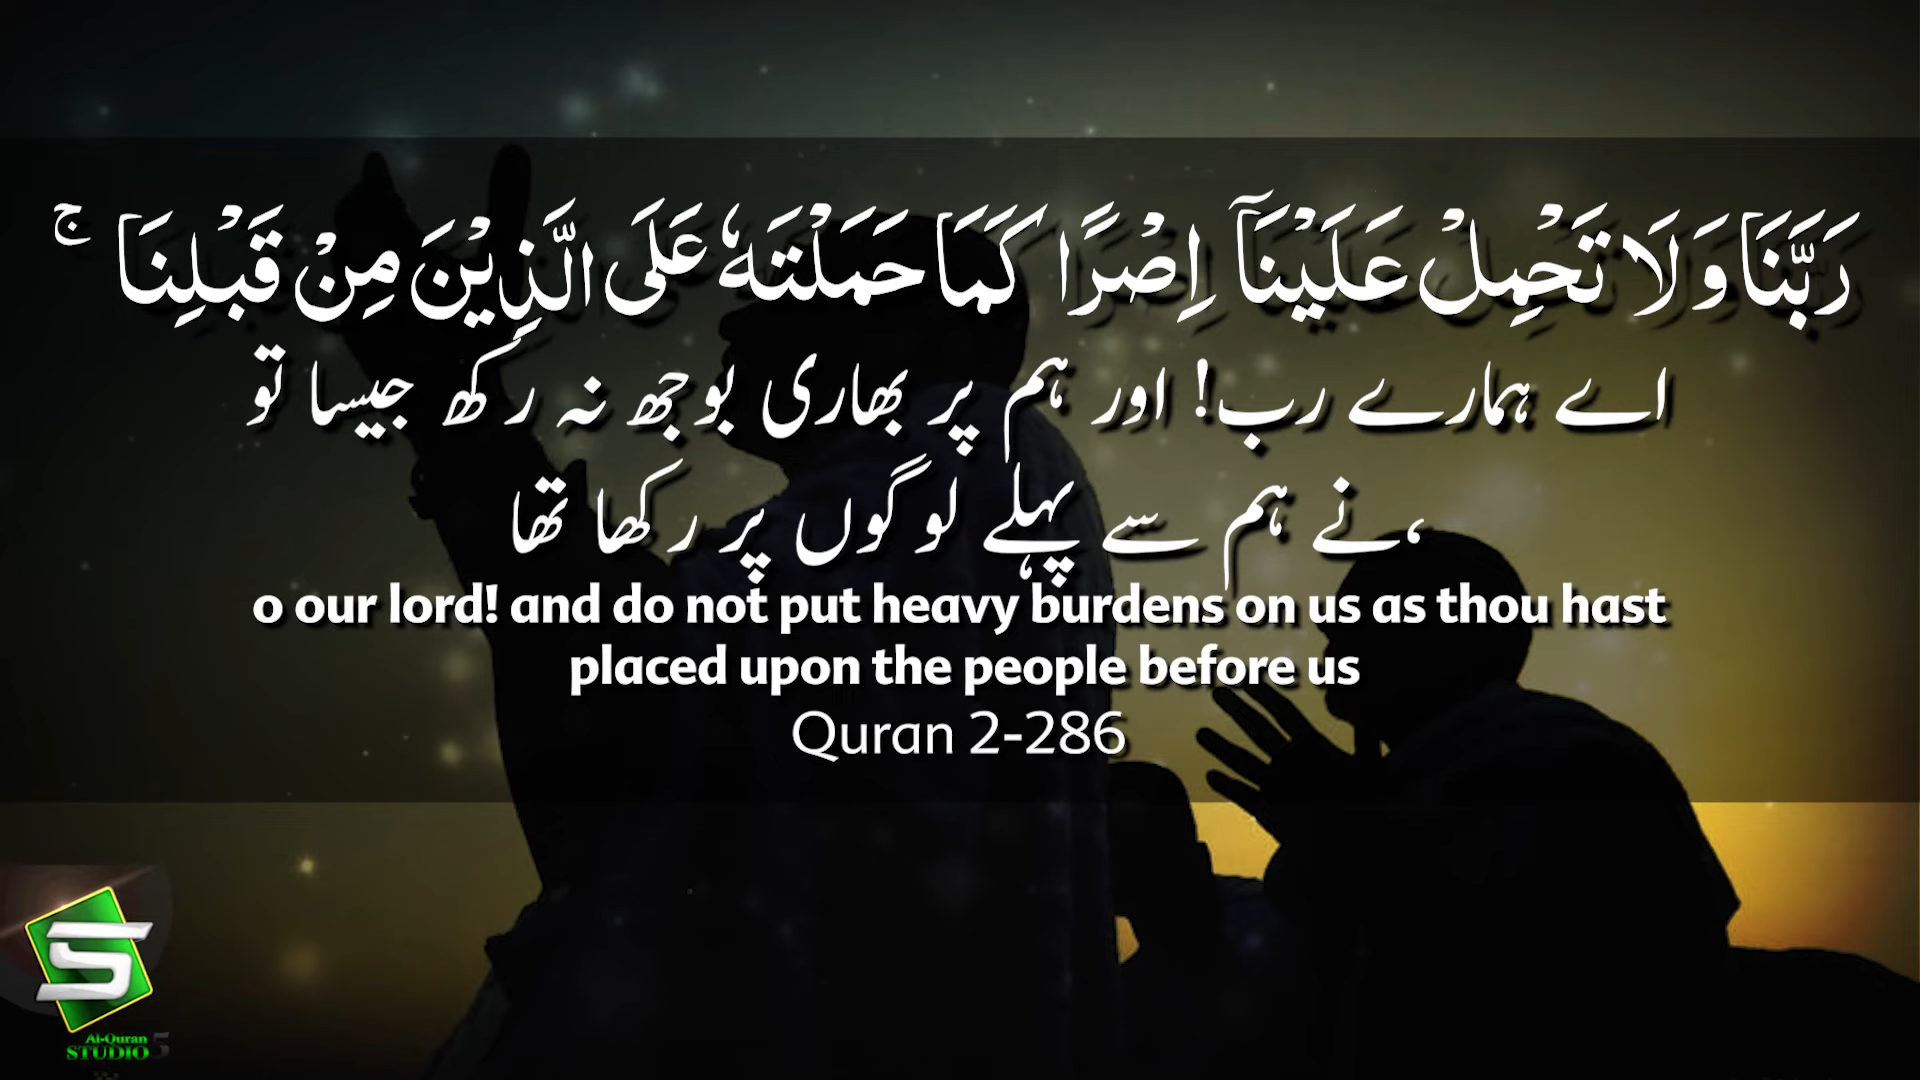 رَبَّنَا وَلَا تَحْمِلْ عَلَيْنَآ اِصْرًا كَمَا حَمَلْتَهٗ عَلَى الَّذِيْنَ مِنْ قَبْلِنَا ۚ
اے ہمارے رب! اور ہم پر بھاری بوجھ نہ رکھ جیسا تو
نے ہم سے پہلے لوگوں پر رکھا تھا،
o our lord! and do not put heavy burdens on us as thou hast
placed upon the people before us
Quran 2-286
S
Al-Quran
STUDIO 5